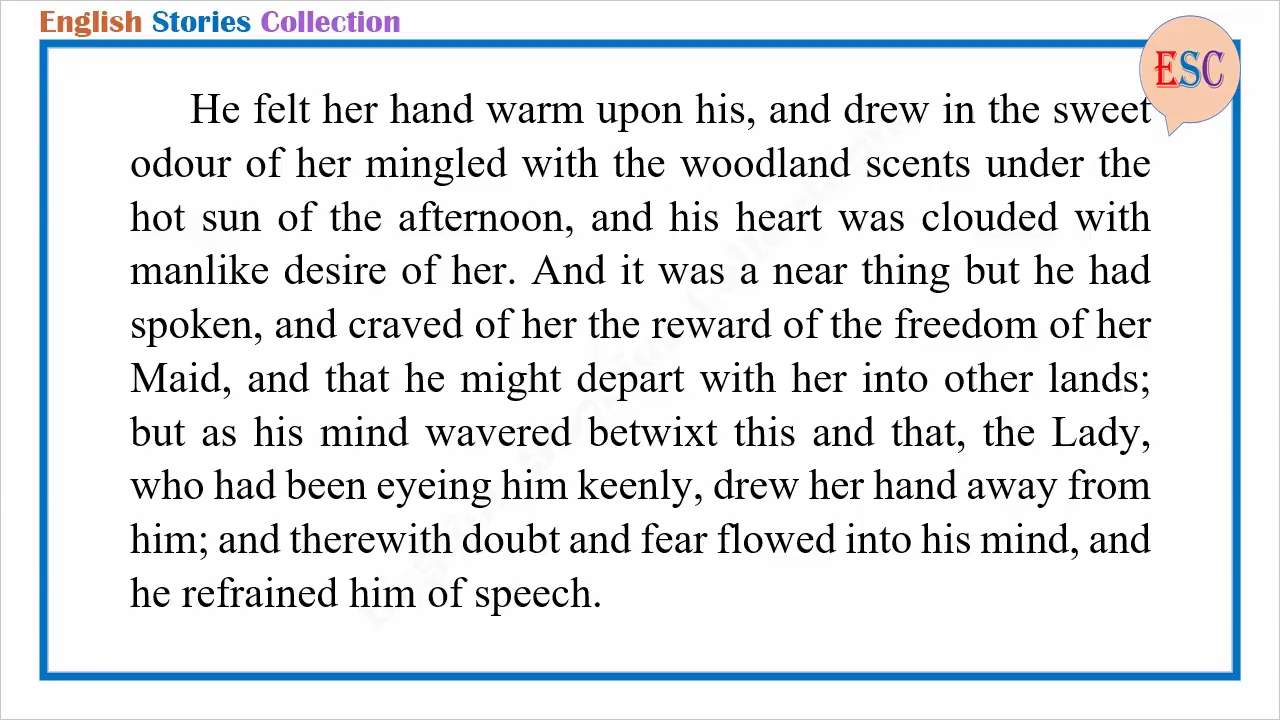 English Stories Collection
ESC
He felt her hand warm upon his, and drew in the sweet
odour of her mingled with the woodland scents under the
hot sun of the afternoon, and his heart was clouded with
manlike desire of her. And it was a near thing but he had
spoken, and craved of her the reward of the freedom of her
Maid, and that he might depart with her into other lands;
but as his mind wavered betwixt this and that, the Lady,
who had been eyeing him keenly, drew her hand away from
him; and therewith doubt and fear flowed into his mind, and
he refrained him of speech.